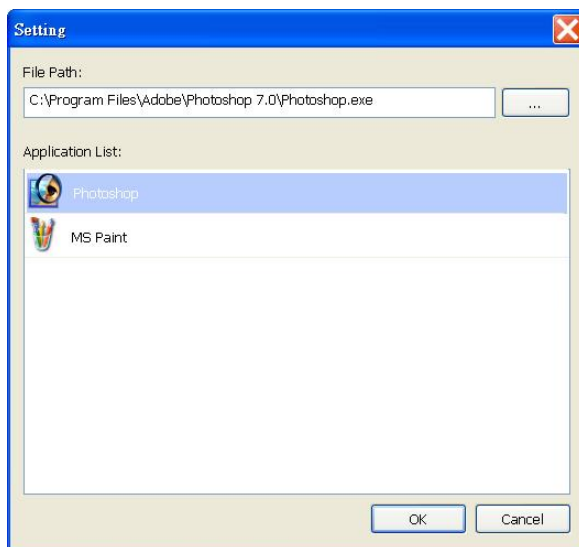 Setting
File Path:
C:\Program Files\Adobe\Photoshop 7.0\Photoshop.exe
...
Application List:
Photoshop
MS Paint
OK
Cancel